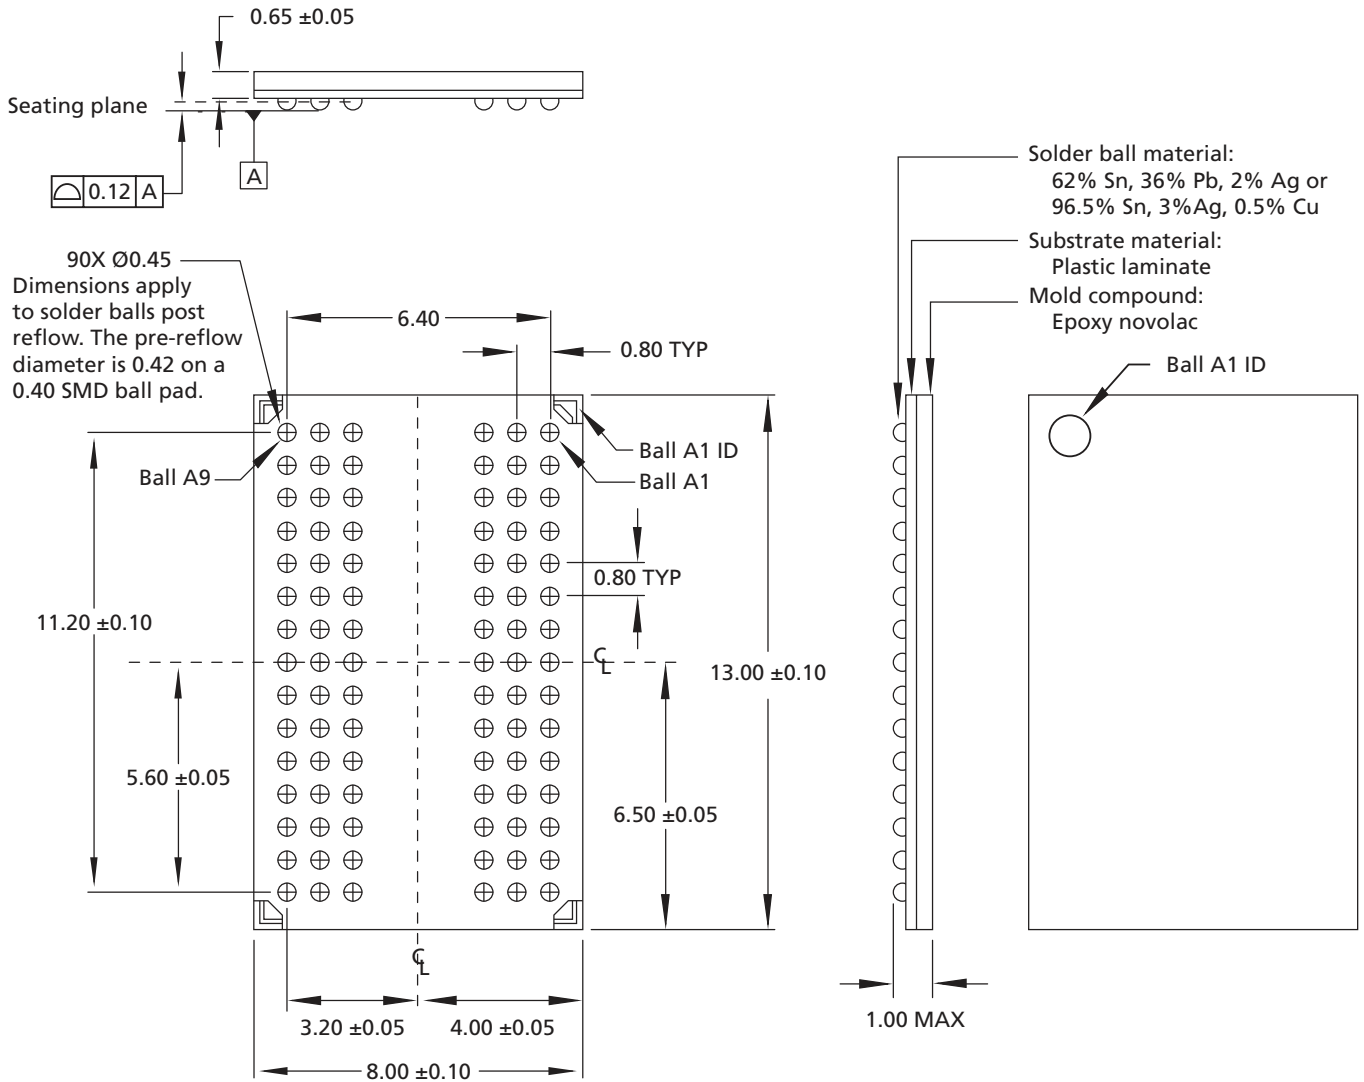 0.65 ±0.05
Seating plane
A
0.12 A
Solder ball material:
62% Sn, 36% Pb, 2% Ag or
96.5% Sn, 3%Ag, 0.5% Cu
Substrate material:
Plastic laminate
Mold compound:
Epoxy novolac
90X Ø0.45
Dimensions apply
to solder balls post
reflow. The pre-reflow
diameter is 0.42 on a
0.40 SMD ball pad.
6.40
0.80 TYP
Ball A1 ID
Ball A1 ID
Ball A9
Ball A1
0.80 TYP
11.20 ±0.10
CL
13.00 ±0.10
5.60 ±0.05
6.50 ±0.05
CL
3.20 ±0.05
4.00 ±0.05
1.00 MAX
8.00 ±0.10